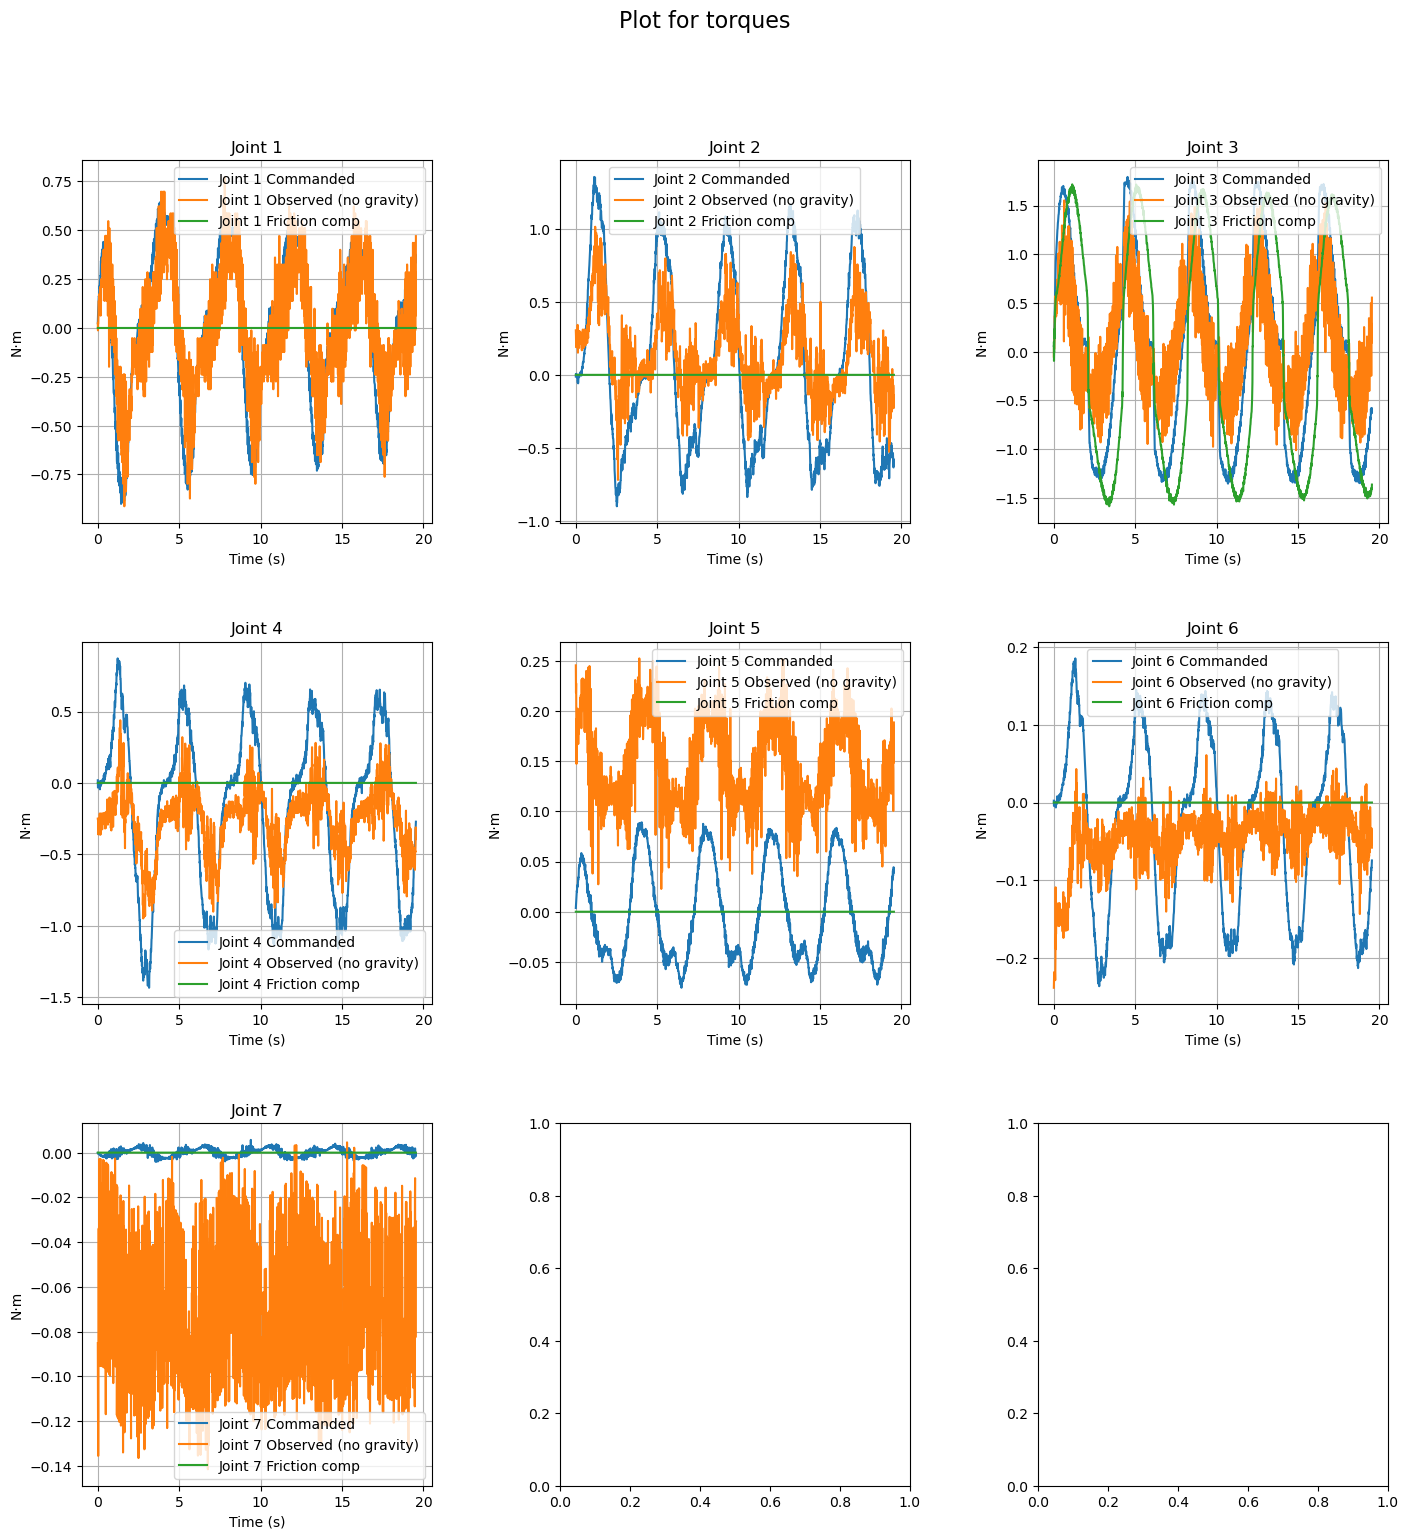 Plot for torques
Joint 1
Joint 1 Commanded
Joint 1 Observed (no gravity)
Joint 1 Friction comp
N·m
0.75
0.50
0.25
0.00
−0.25
−0.50
−0.75
0 5 10 15 20
Time (s)
Joint 2
Joint 2 Commanded
Joint 2 Observed (no gravity)
Joint 2 Friction comp
N·m
1.0
0.5
0.0
−0.5
−1.0
0 5 10 15 20
Time (s)
Joint 3
Joint 3 Commanded
Joint 3 Observed (no gravity)
Joint 3 Friction comp
N·m
1.5
1.0
0.5
0.0
−0.5
−1.0
−1.5
0 5 10 15 20
Time (s)
Joint 4
N·m
0.5
0.0
−0.5
−1.0
−1.5
Joint 4 Commanded
Joint 4 Observed (no gravity)
Joint 4 Friction comp
0 5 10 15 20
Time (s)
Joint 5
Joint 5 Commanded
Joint 5 Observed (no gravity)
Joint 5 Friction comp
N·m
0.25
0.20
0.15
0.10
0.05
0.00
−0.05
0 5 10 15 20
Time (s)
Joint 6
Joint 6 Commanded
Joint 6 Observed (no gravity)
Joint 6 Friction comp
N·m
0.2
0.1
0.0
−0.1
−0.2
0 5 10 15 20
Time (s)
Joint 7
N·m
0.00
−0.02
−0.04
−0.06
−0.08
−0.10
−0.12
−0.14
Joint 7 Commanded
Joint 7 Observed (no gravity)
Joint 7 Friction comp
0 5 10 15 20
Time (s)
1.0
0.8
0.6
0.4
0.2
0.0
0.0 0.2 0.4 0.6 0.8 1.0
1.0
0.8
0.6
0.4
0.2
0.0
0.0 0.2 0.4 0.6 0.8 1.0